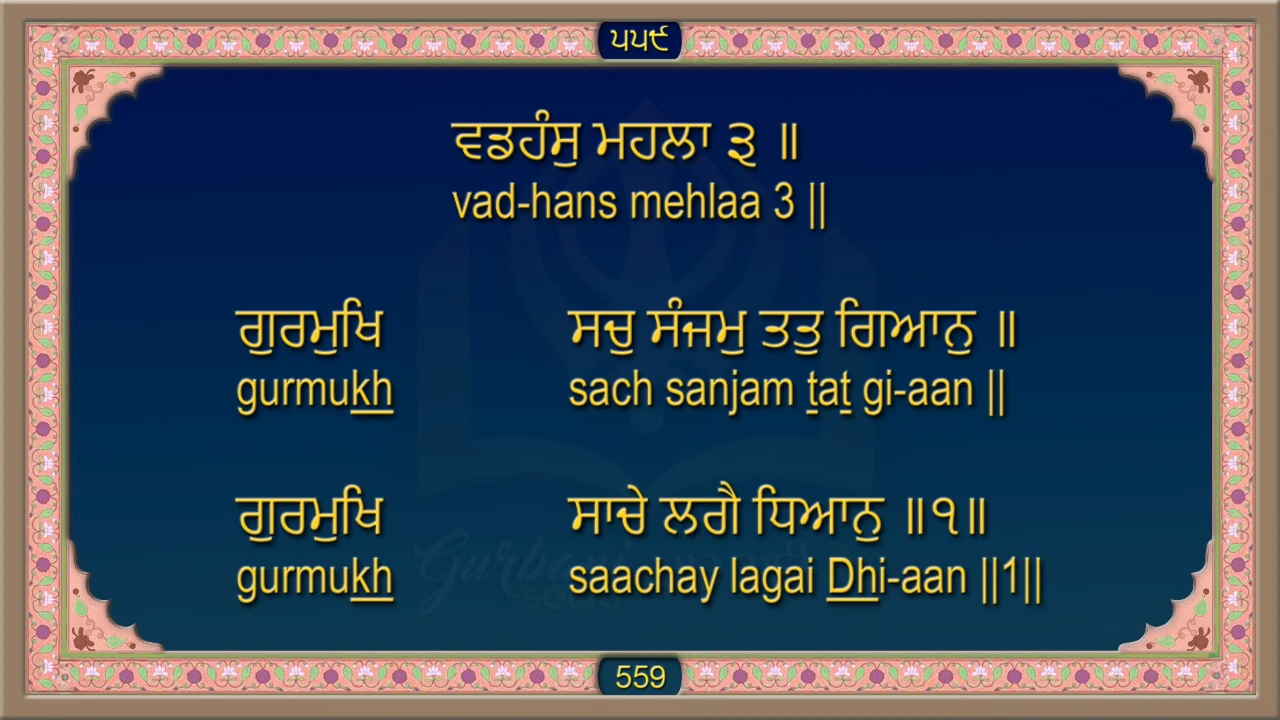 ੫੫੯
ਵਡਹੰਸੁ ਮਹਲਾ ੩ ॥
vad-hans mehlaa 3 ||
ਗੁਰਮੁਖਿ ਸਚੁ ਸੰਜਮੁ ਤਤੁ ਗਿਆਨੁ ॥
gurmukh sach sanjam tat gi-aan ||
ਗੁਰਮੁਖਿ ਸਾਚੇ ਲਗੈ ਧਿਆਨੁ ॥੧॥
gurmukh saachay lagai Dhi-aan ||1||
559